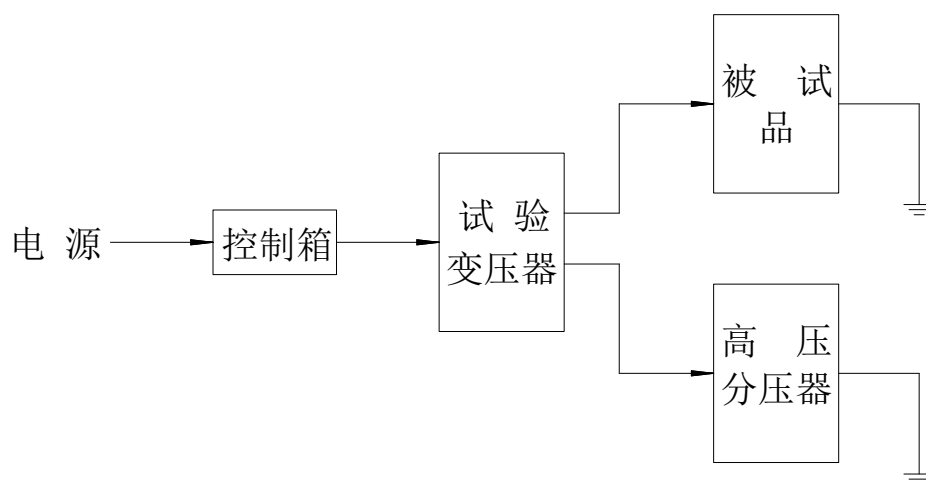 电 源
控制箱
试 验
变压器
被 试
品
高 压
分压器